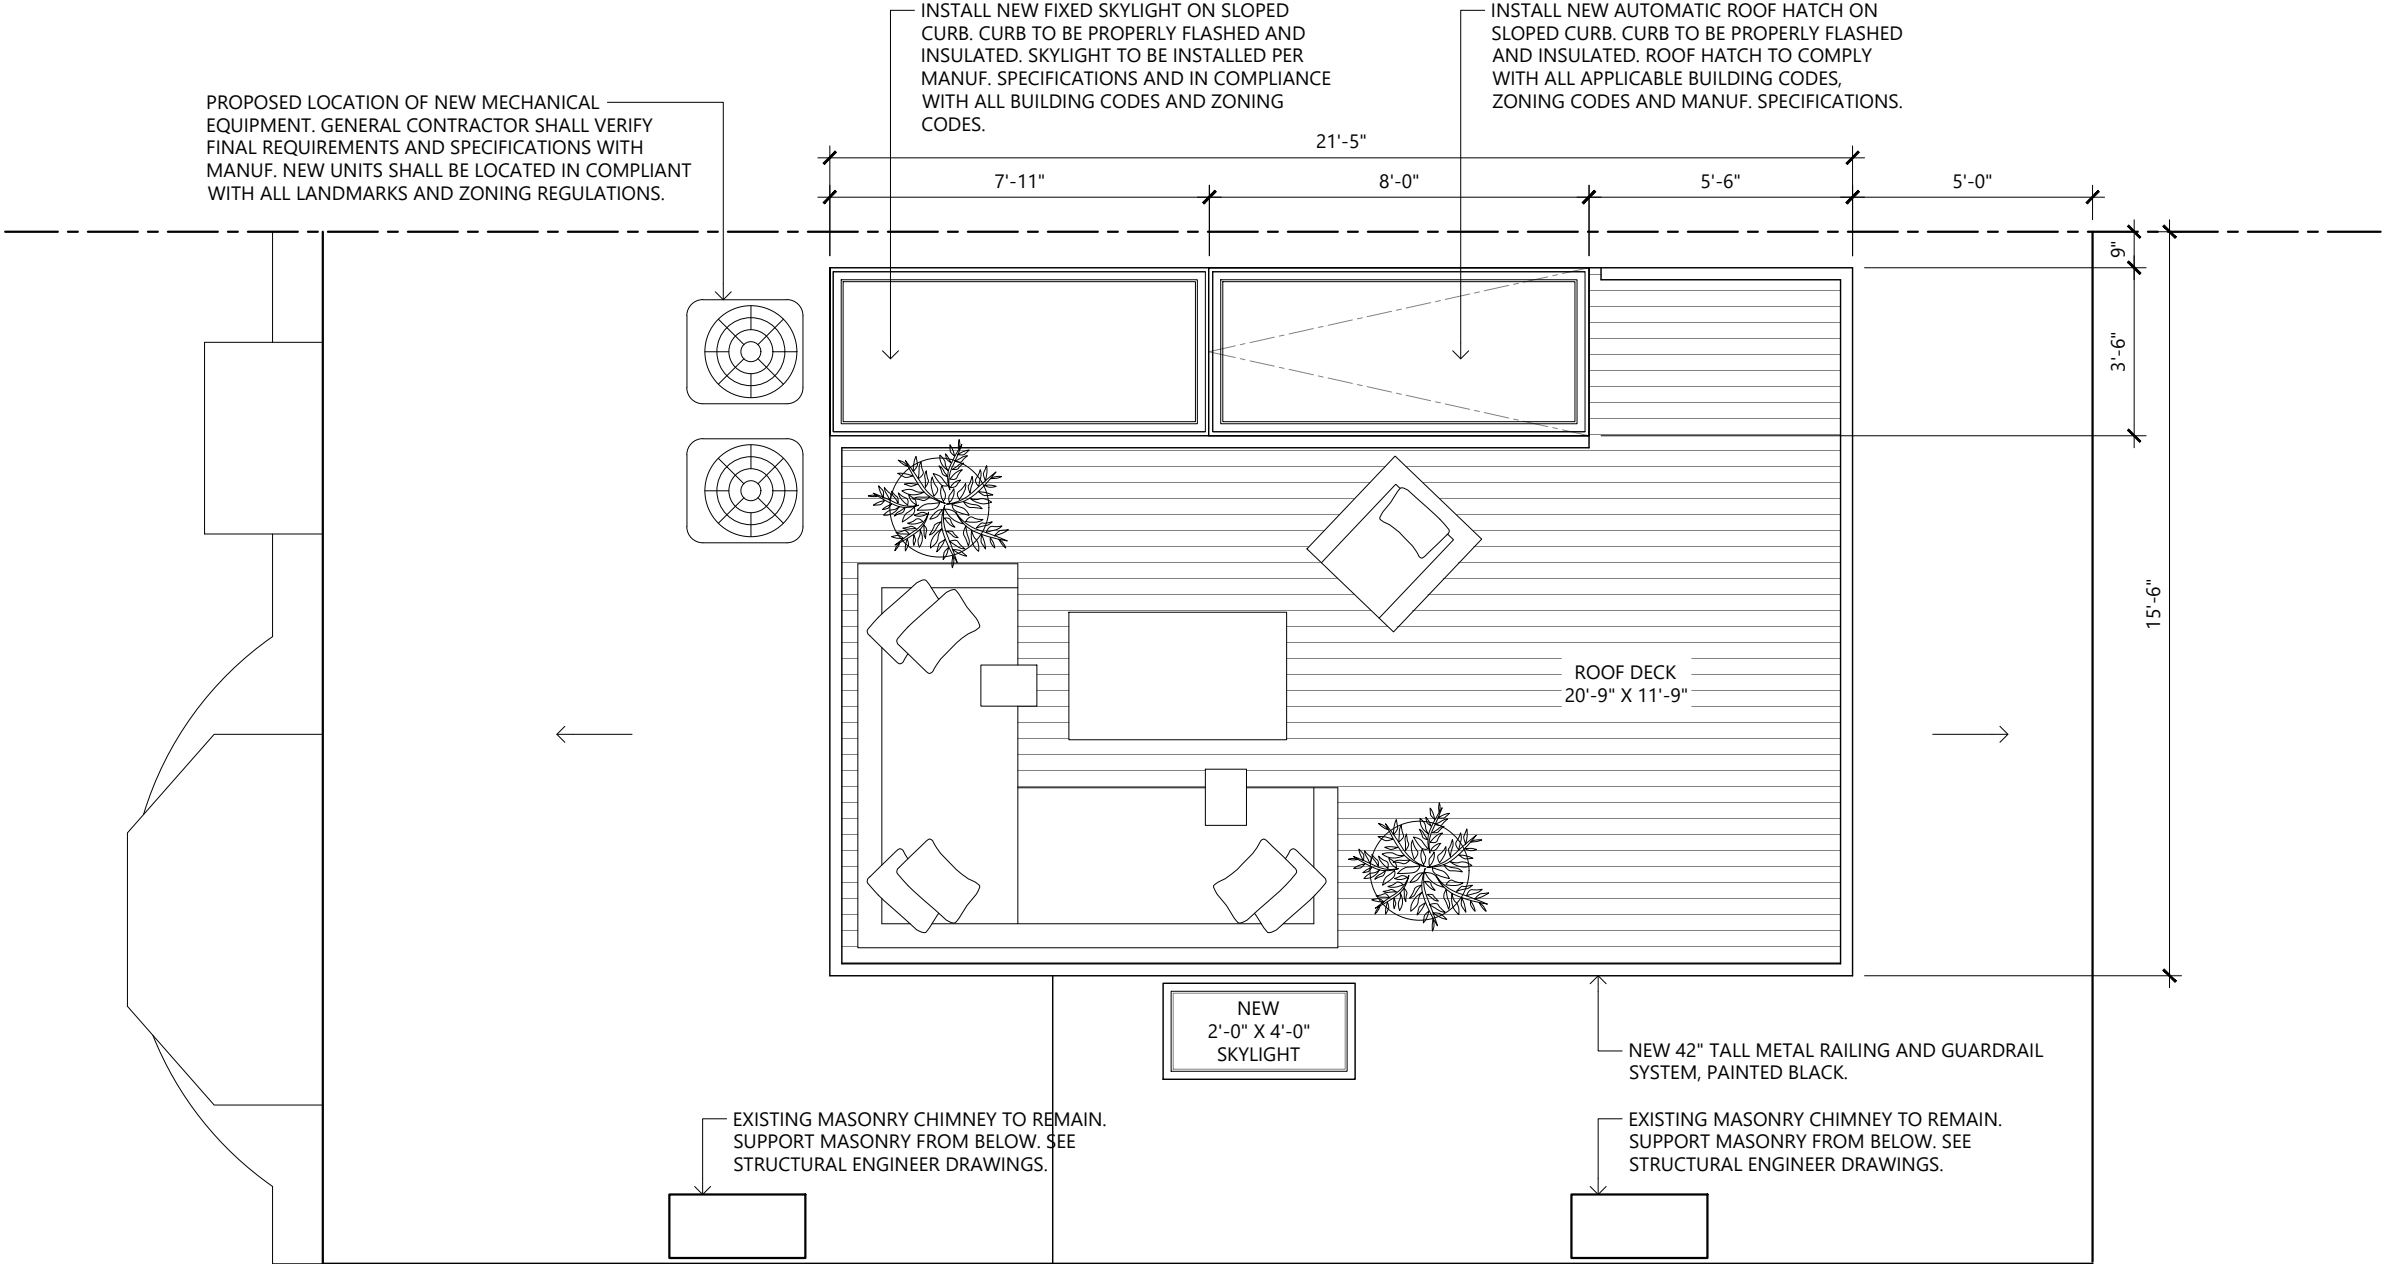 INSTALL NEW FIXED SKYLIGHT ON SLOPED
CURB. CURB TO BE PROPERLY FLASHED AND
INSULATED. SKYLIGHT TO BE INSTALLED PER
MANUF. SPECIFICATIONS AND IN COMPLIANCE
WITH ALL BUILDING CODES AND ZONING
CODES.
INSTALL NEW AUTOMATIC ROOF HATCH ON
SLOPED CURB. CURB TO BE PROPERLY FLASHED
AND INSULATED. ROOF HATCH TO COMPLY
WITH ALL APPLICABLE BUILDING CODES,
ZONING CODES AND MANUF. SPECIFICATIONS.
PROPOSED LOCATION OF NEW MECHANICAL
EQUIPMENT. GENERAL CONTRACTOR SHALL VERIFY
FINAL REQUIREMENTS AND SPECIFICATIONS WITH
MANUF. NEW UNITS SHALL BE LOCATED IN COMPLIANT
WITH ALL LANDMARKS AND ZONING REGULATIONS.
21'-5"
7'-11"
8'-0"
5'-6"
5'-0"
9"
3'-6"
15'-6"
ROOF DECK
20'-9" X 11'-9"
NEW
2'-0" X 4'-0"
SKYLIGHT
NEW 42" TALL METAL RAILING AND GUARDRAIL
SYSTEM, PAINTED BLACK.
EXISTING MASONRY CHIMNEY TO REMAIN.
SUPPORT MASONRY FROM BELOW. SEE
STRUCTURAL ENGINEER DRAWINGS.
EXISTING MASONRY CHIMNEY TO REMAIN.
SUPPORT MASONRY FROM BELOW. SEE
STRUCTURAL ENGINEER DRAWINGS.